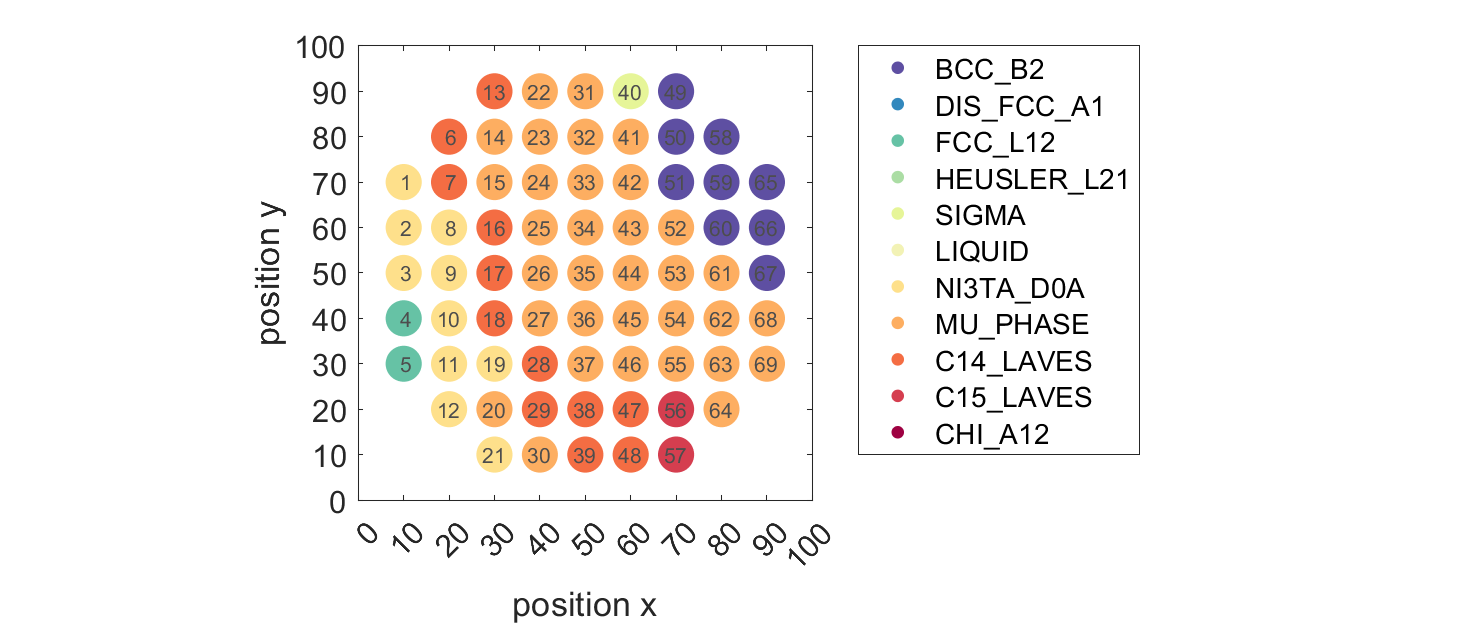 100
90
80
70
60
50
40
30
20
10
0
position y
13 22 31 40 49
6 14 23 32 41 50 58
1 7 15 24 33 42 51 59 65
2 8 16 25 34 43 52 60 66
3 9 17 26 35 44 53 61 67
4 10 18 27 36 45 54 62 68
5 11 19 28 37 46 55 63 69
12 20 29 38 47 56 64
21 30 39 48 57
0 10 20 30 40 50 60 70 80 90 100
position x
BCC_B2
DIS_FCC_A1
FCC_L12
HEUSLER_L21
SIGMA
LIQUID
NI3TA_D0A
MU_PHASE
C14_LAVES
C15_LAVES
CHI_A12